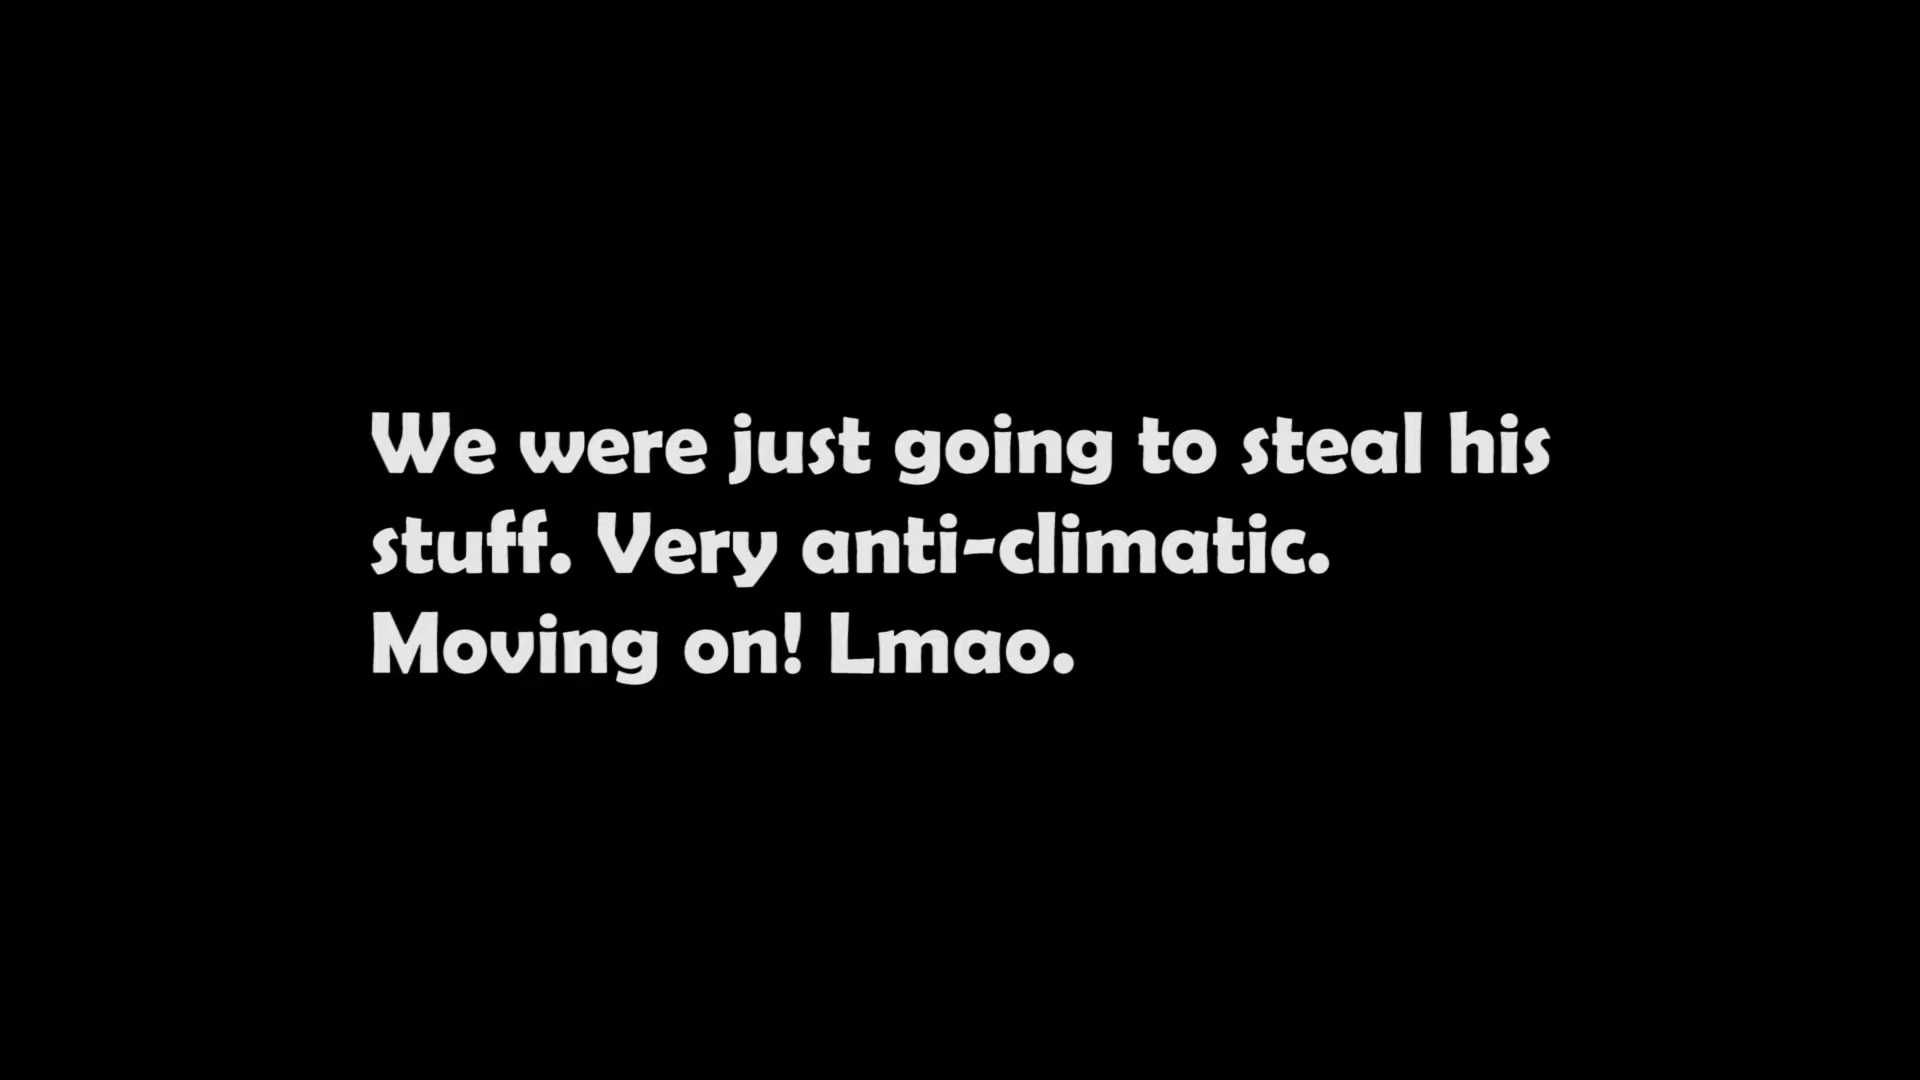 We were just going to steal his
stuff. Very anti-climatic.
Moving on! Lmao.